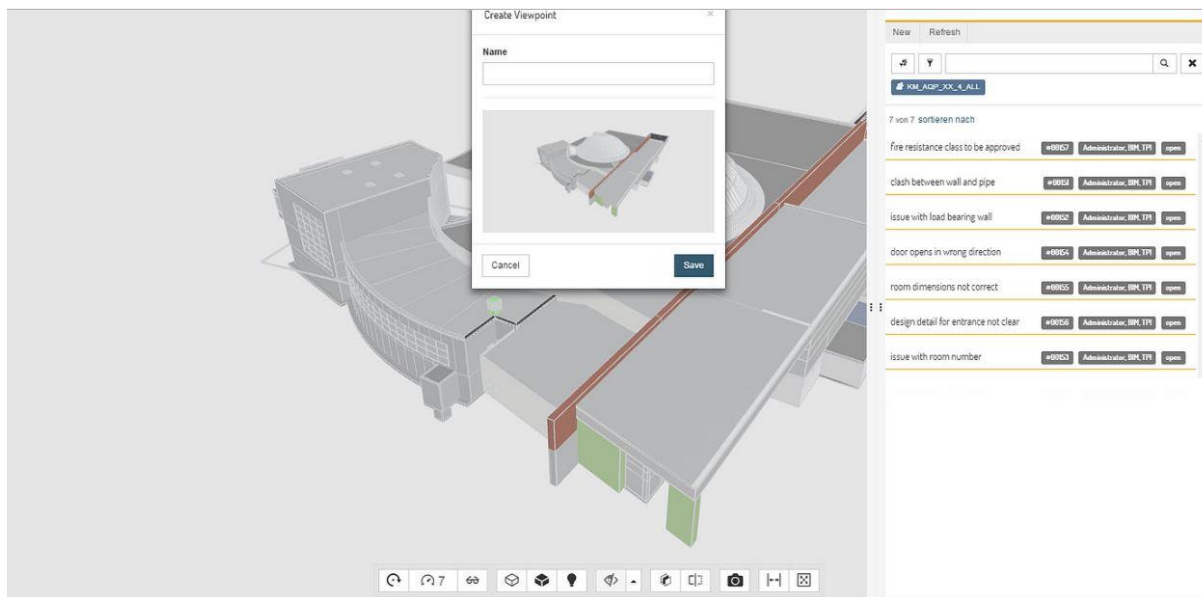 Create Viewpoint ×
Name
Cancel Save
7
New Refresh
KM_AQP_XX_4_ALL
7 von 7 sortieren nach
fire resistance class to be approved #00157 Administrator, BIM, TPI open
clash between wall and pipe #00151 Administrator, BIM, TPI open
issue with load bearing wall #00152 Administrator, BIM, TPI open
door opens in wrong direction #00154 Administrator, BIM, TPI open
room dimensions not correct #00155 Administrator, BIM, TPI open
design detail for entrance not clear #00156 Administrator, BIM, TPI open
issue with room number #00153 Administrator, BIM, TPI open